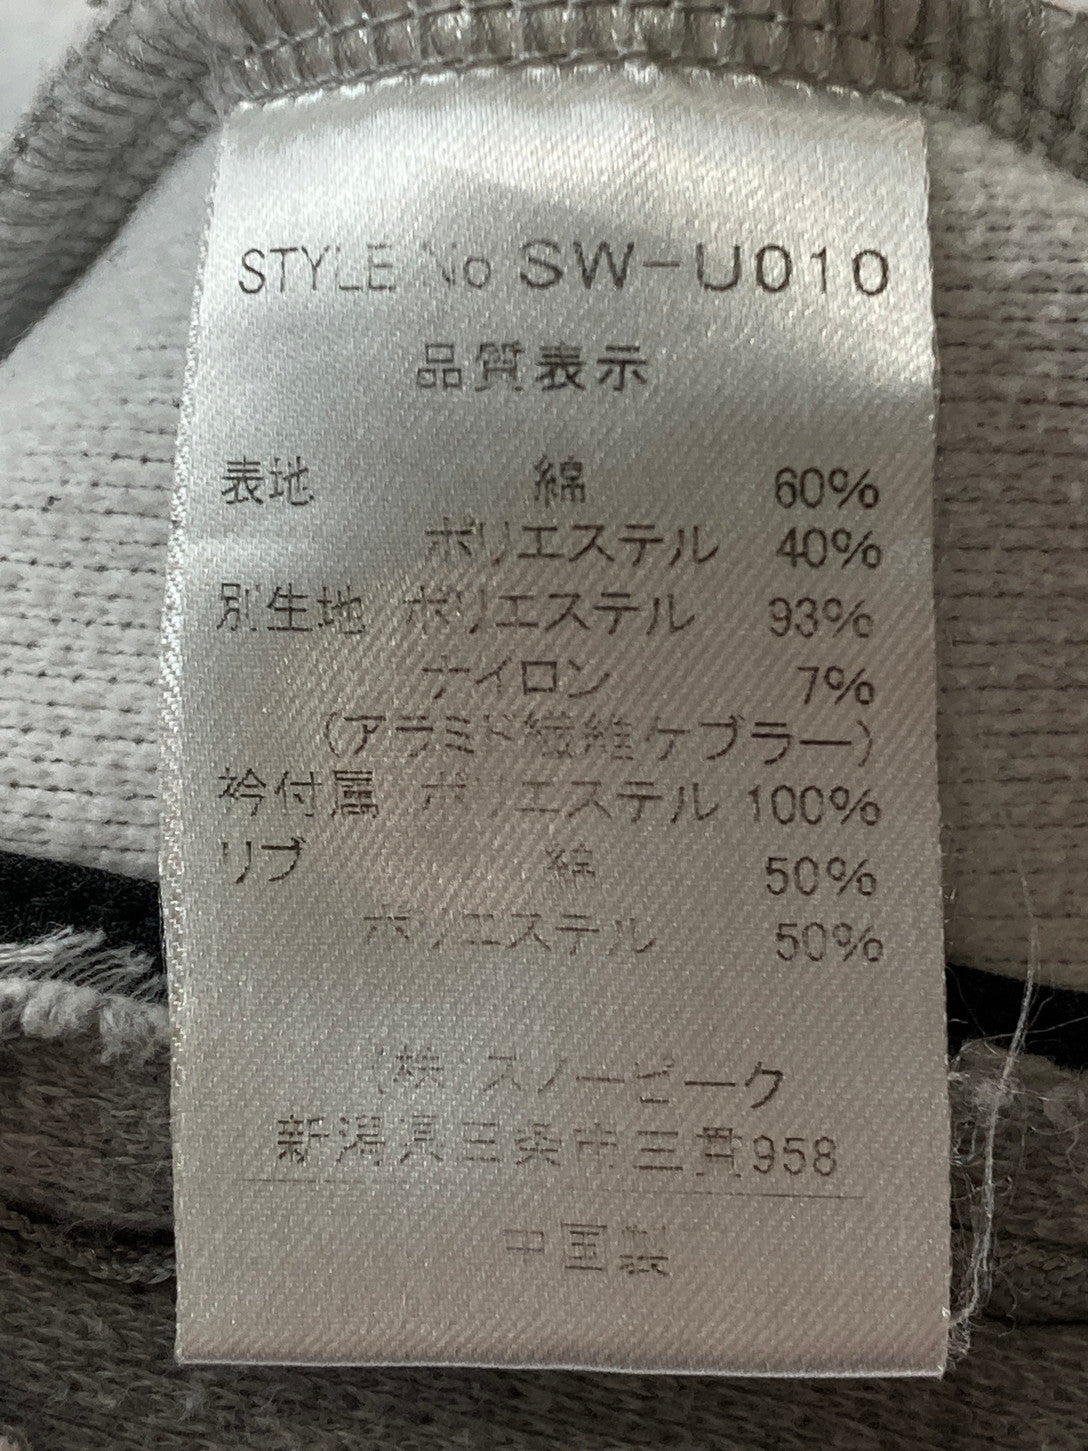 STYLE No SW-U010
品質表示
表地 綿 60%
ポリエステル 40%
別生地 ポリエステル 93%
ナイロン 7%
(アラミド繊維ケブラー)
衿付属 ポリエステル 100%
リブ 綿 50%
ポリエステル 50%
(株)スノーピーク
新潟県三条市三貫958
中国製